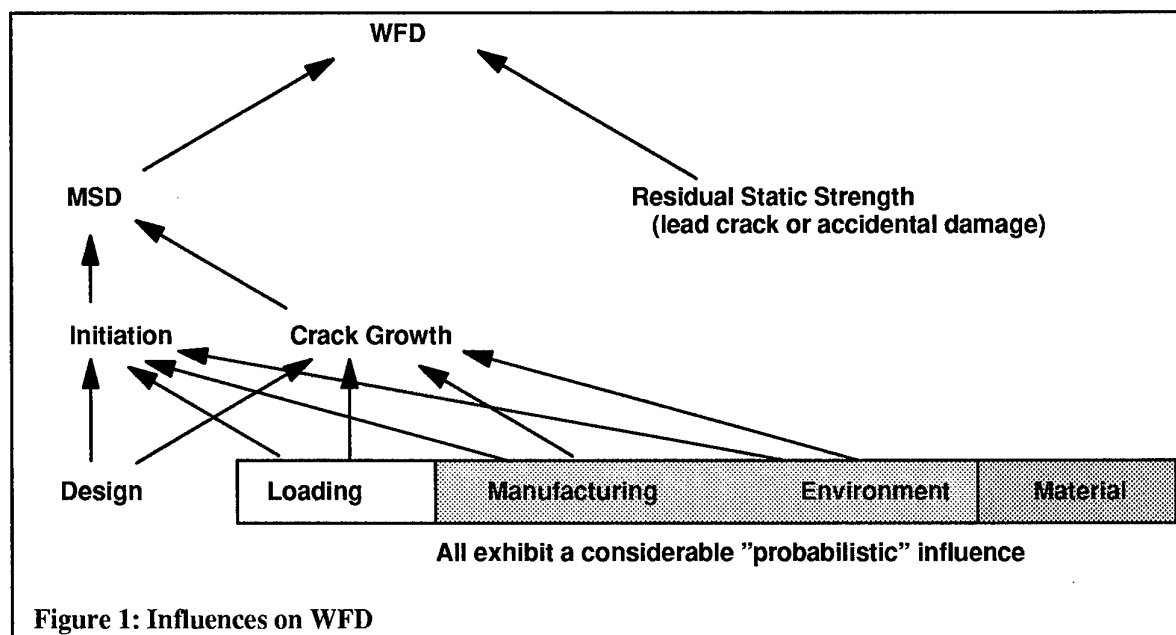 WFD
MSD
Residual Static Strength
(lead crack or accidental damage)
Initiation
Crack Growth
Design
Loading
Manufacturing
Environment
Material
All exhibit a considerable ”probabilistic” influence
Figure 1: Influences on WFD